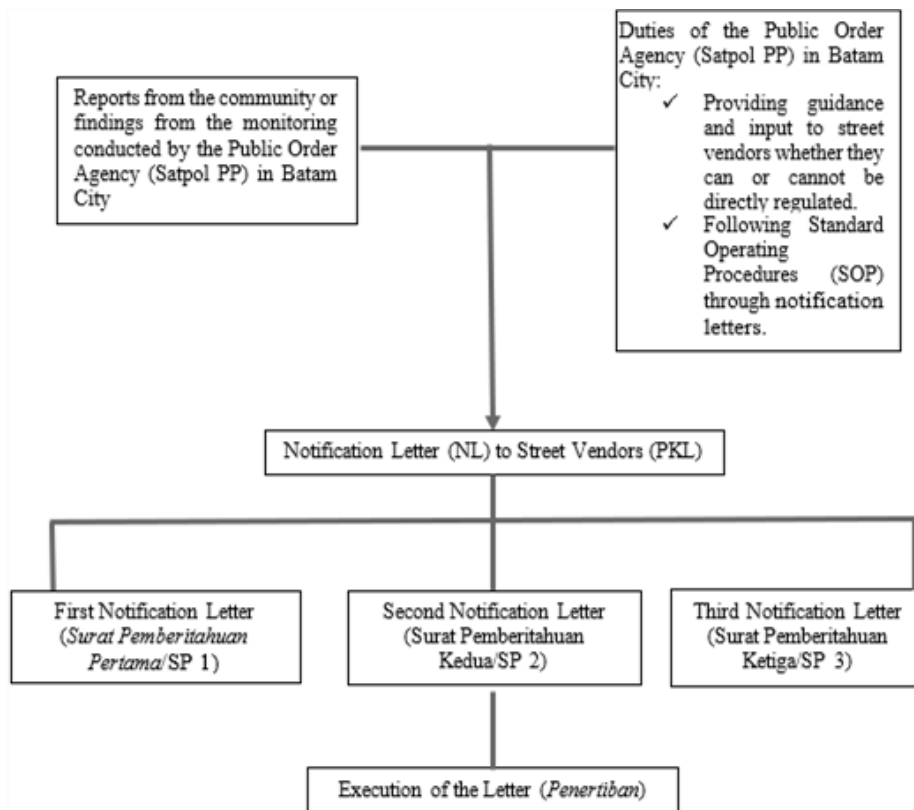 Reports from the community or
findings from the monitoring
conducted by the Public Order
Agency (Satpol PP) in Batam
City
Duties of the Public Order
Agency (Satpol PP) in Batam
City:
✓ Providing guidance
and input to street
vendors whether they
can or cannot be
directly regulated.
✓ Following Standard
Operating
Procedures (SOP)
through notification
letters.
Notification Letter (NL) to Street Vendors (PKL)
First Notification Letter
(Surat Pemberitahuan
Pertama/SP 1)
Second Notification Letter
(Surat Pemberitahuan
Kedua/SP 2)
Third Notification Letter
(Surat Pemberitahuan
Ketiga/SP 3)
Execution of the Letter (Penertiban)